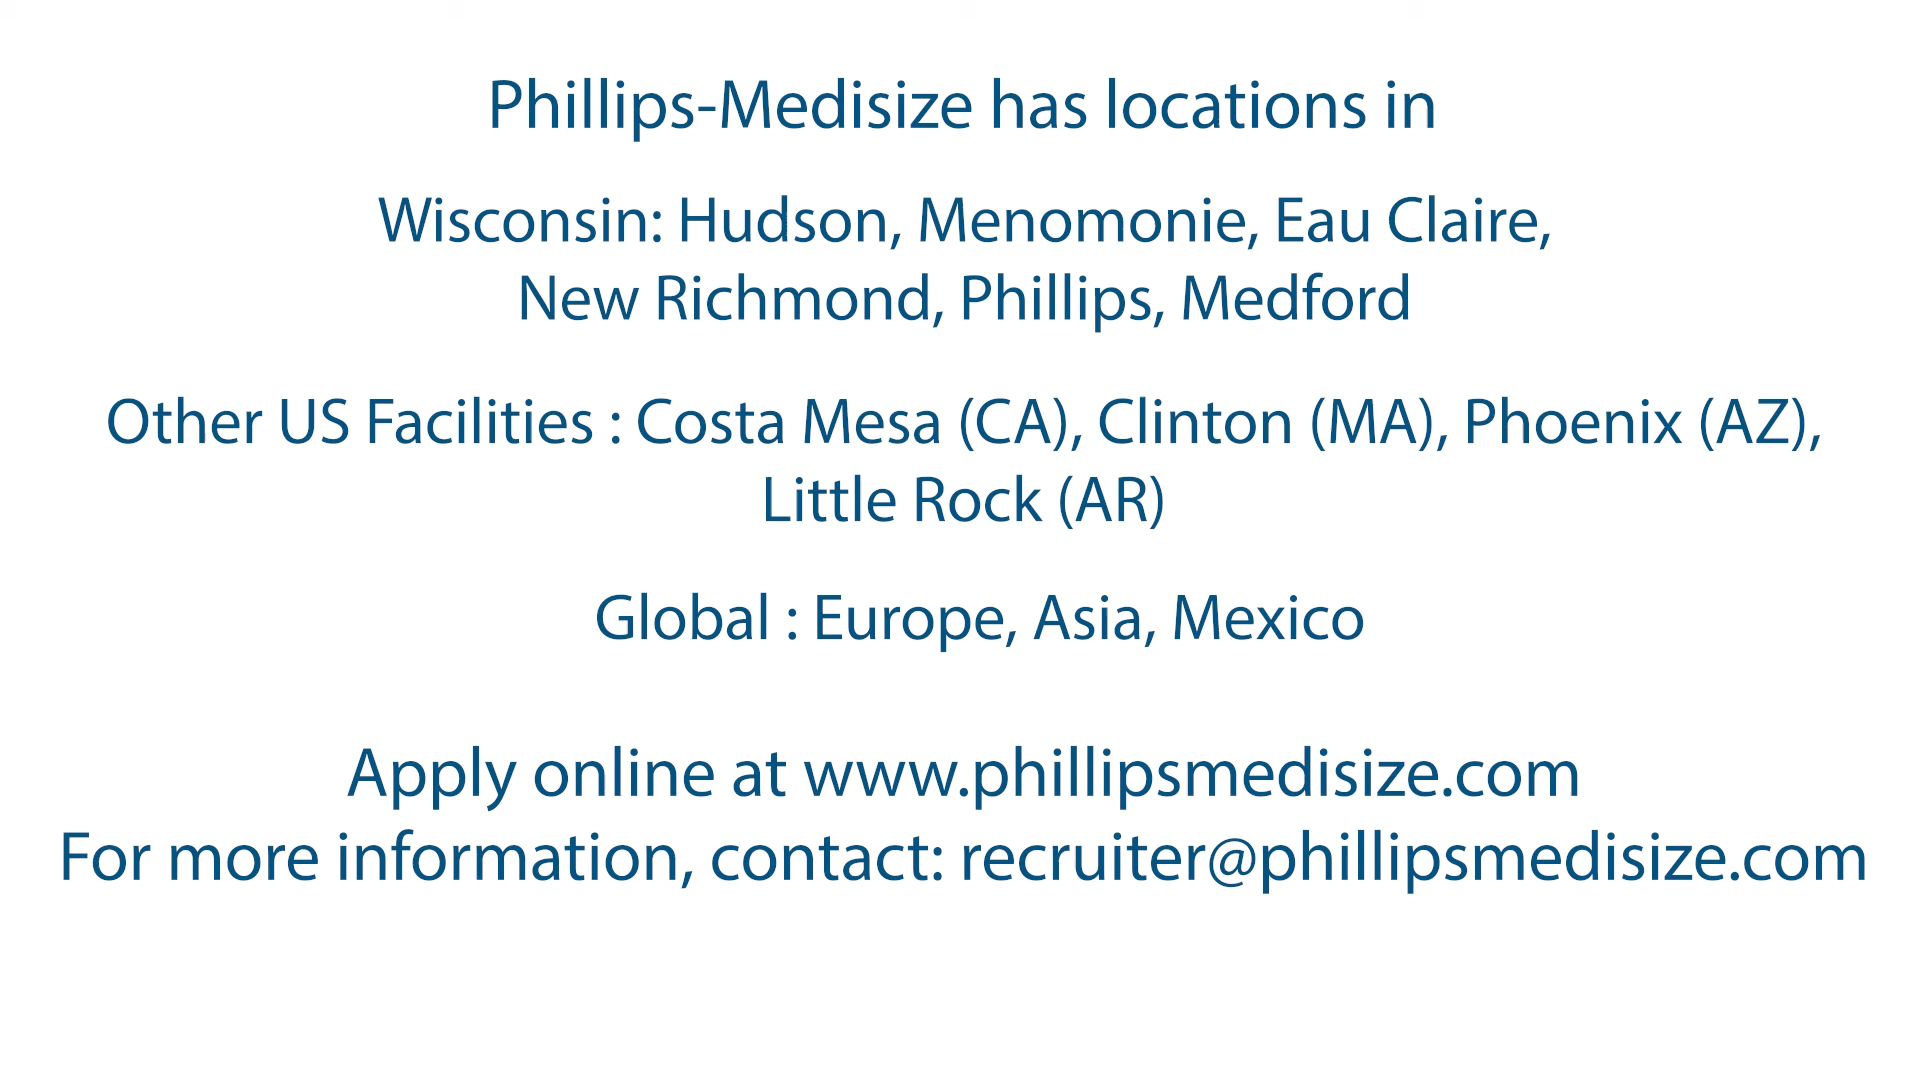 Phillips-Medisize has locations in
Wisconsin: Hudson, Menomonie, Eau Claire,
New Richmond, Phillips, Medford
Other US Facilities : Costa Mesa (CA), Clinton (MA), Phoenix (AZ),
Little Rock (AR)
Global : Europe, Asia, Mexico
Apply online at www.phillipsmedisize.com
For more information, contact: recruiter@phillipsmedisize.com